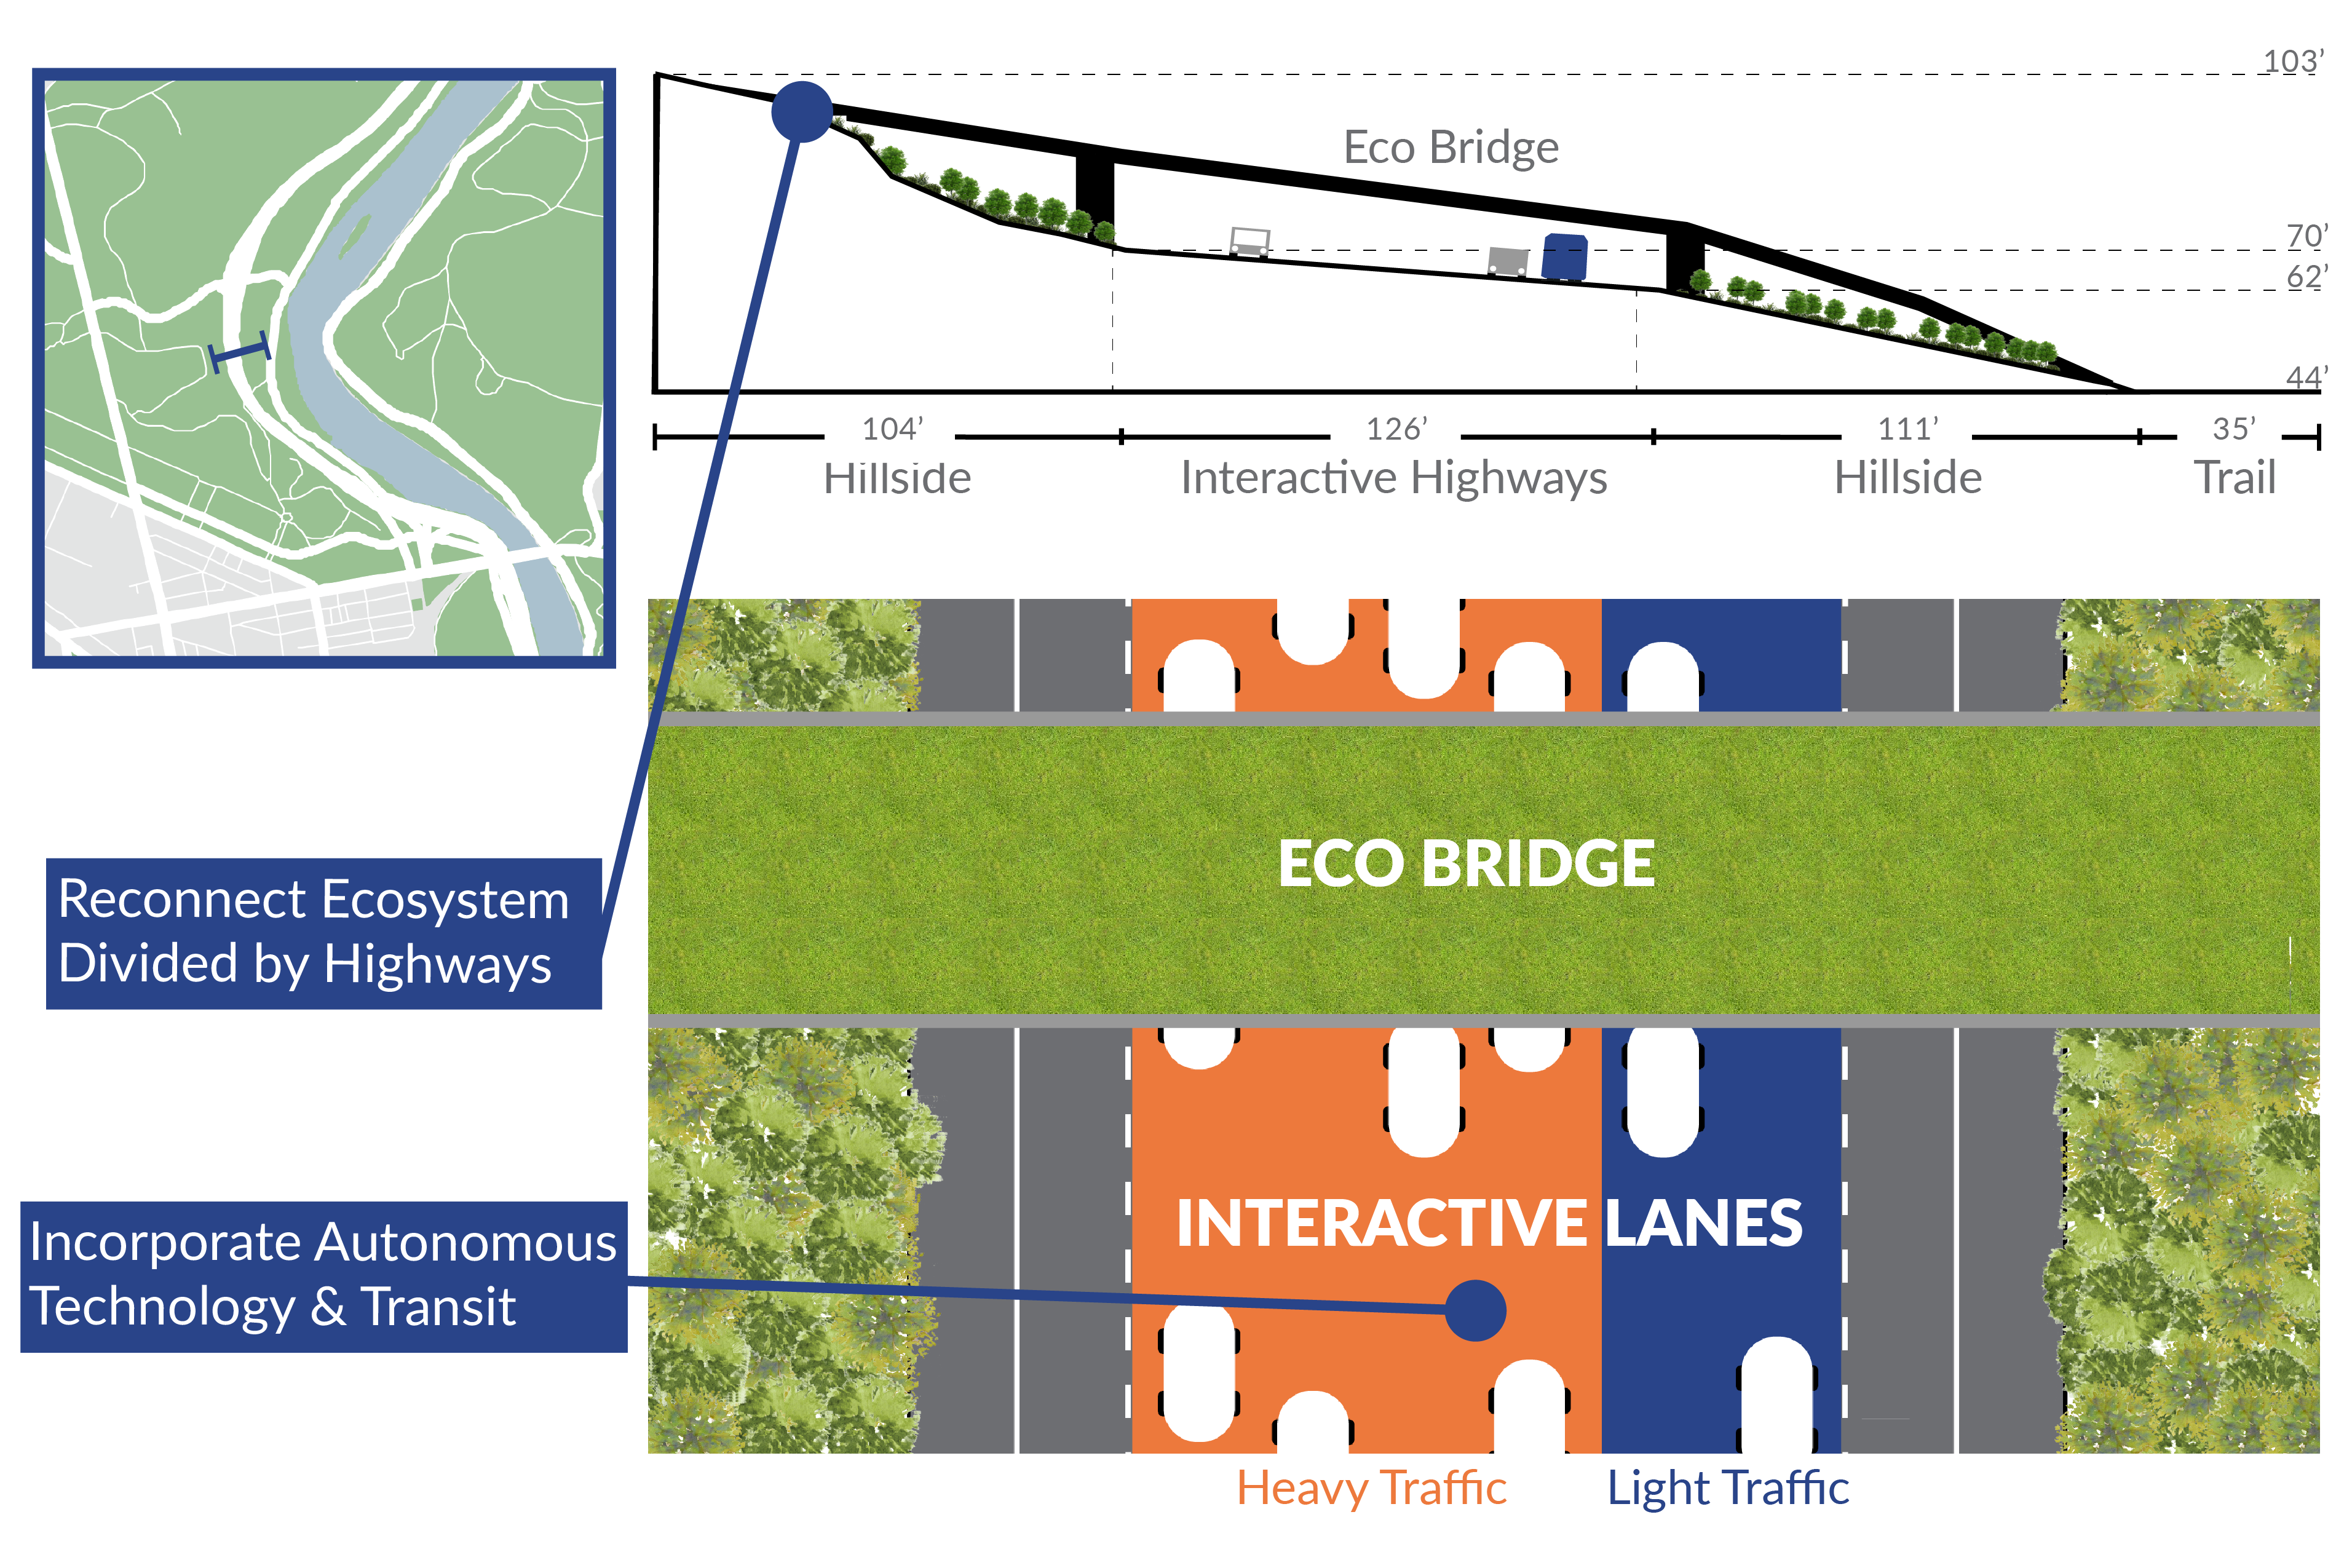 103’
Eco Bridge
70’
62’
44’
104’
126’
111’
35’
Hillside
Interactive Highways
Hillside
Trail
ECO BRIDGE
Reconnect Ecosystem
Divided by Highways
INTERACTIVE LANES
Incorporate Autonomous
Technology & Transit
Heavy Traffic
Light Traffic